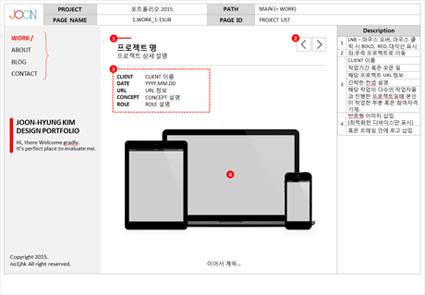 JOON
PROJECT 포트폴리오 2015 PATH MAIN (= WORK)
PAGE NAME 1.WORK_1-1SUB PAGE ID PROJECT LIST
WORK /
ABOUT
BLOG
CONTACT
JOON-HYUNG KIM
DESIGN PORTFOLIO
Hi, there Welcome gradly.
It's perfect place to evaluate me.
Copyright 2015.
no1jhk All right reserved.
1
프로젝트 명
프로젝트 상세 설명
2
3
CLIENT CLIENT 이름
DATE YYYY.MM.DD
URL URL 정보
CONCEPT CONCEPT 설명
ROLE ROLE 설명
4
이어서 계속...
Description
1 LNB – 마우스 오버, 마우스 클
릭 시 BOLD, RED, 대각선 표시
2 좌,우측 프로젝트로 이동
3 CLIENT 이름
작업기간 혹은 오픈 일
해당 프로젝트 URL 정보
간략한 컨셉 설명
해당 작업이 다수의 작업자들
과 진행한 프로젝트일때 본인
이 작업한 부분 혹은 참여자격
기재.
4 반응형 이미지 삽입
(최적화한 디바이스만 표시)
혹은 프레임 안에 로고 삽입